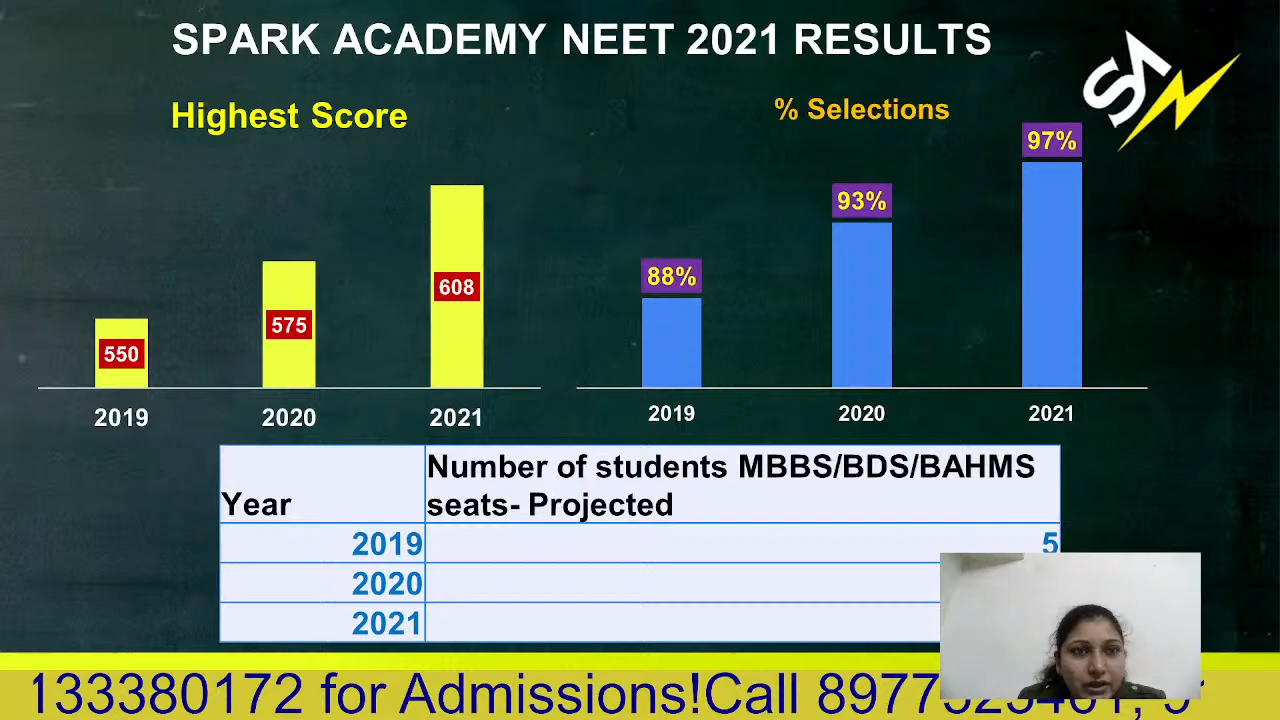 SPARK ACADEMY NEET 2021 RESULTS
SA
Highest Score
% Selections
550
575
608
2019
2020
2021
88%
93%
97%
2019
2020
2021
Year
Number of students MBBS/BDS/BAHMS
seats- Projected
2019 5
2020
2021
133380172 for Admissions!Call